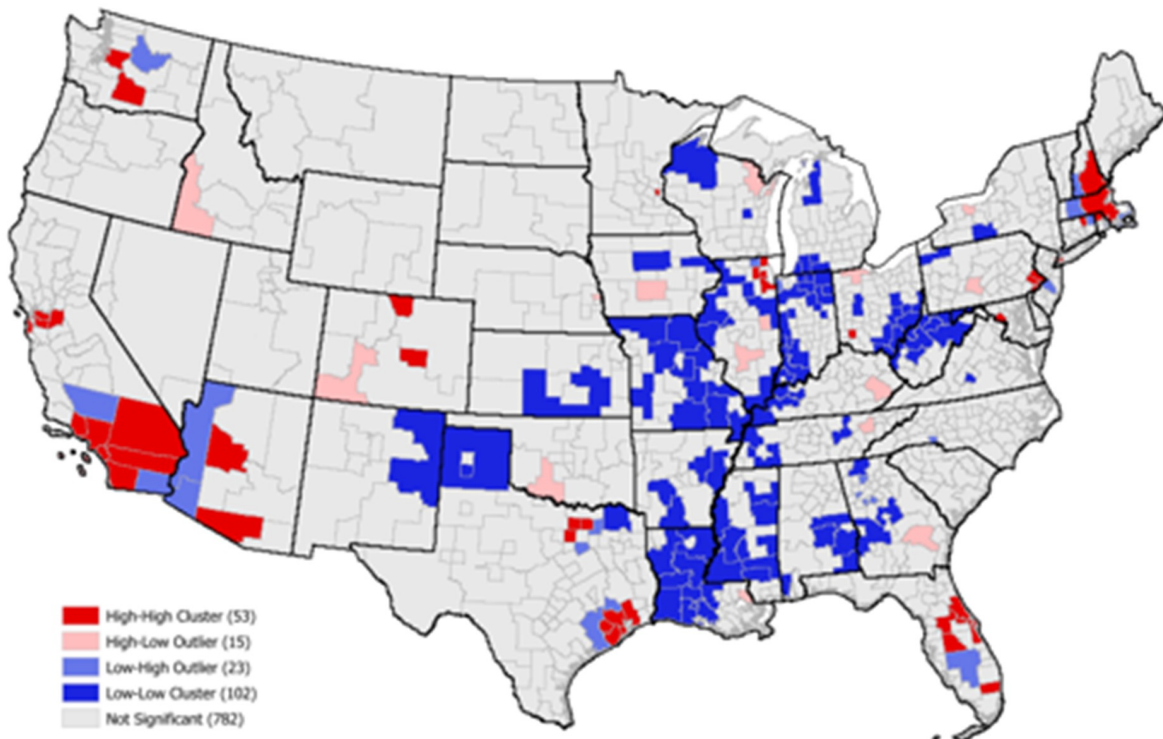 High-High Cluster (53)
High-Low Outlier (15)
Low-High Outlier (23)
Low-Low Cluster (102)
Not Significant (782)